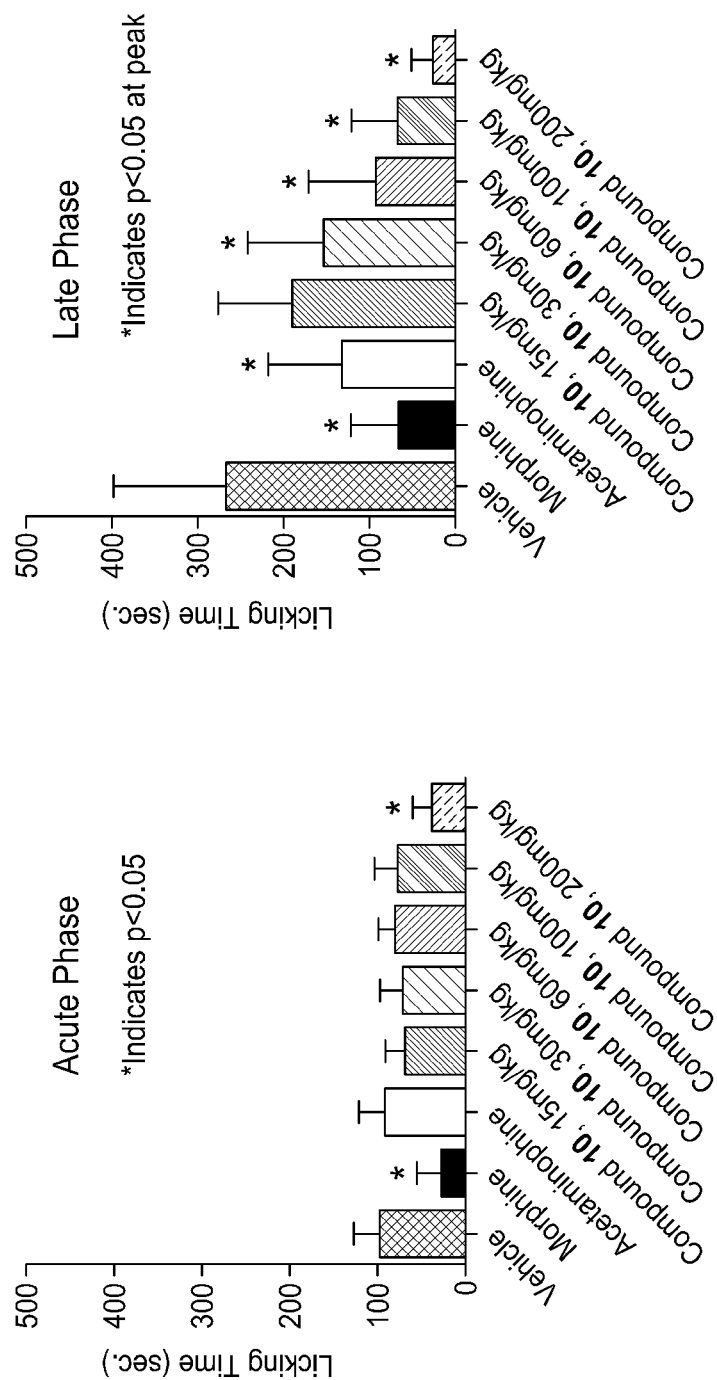 Acute Phase
*Indicates p<0.05
500
400
300
200
100
0
Licking Time (sec.)
*
*
Vehicle
Morphine
Acetaminophine
Compound 10, 15mg/kg
Compound 10, 30mg/kg
Compound 10, 60mg/kg
Compound 10, 100mg/kg
Compound 10, 200mg/kg
Late Phase
*Indicates p<0.05 at peak
500
400
300
200
100
0
Licking Time (sec.)
*
*
*
*
*
*
Vehicle
Morphine
Acetaminophine
Compound 10, 15mg/kg
Compound 10, 30mg/kg
Compound 10, 60mg/kg
Compound 10, 100mg/kg
Compound 10, 200mg/kg